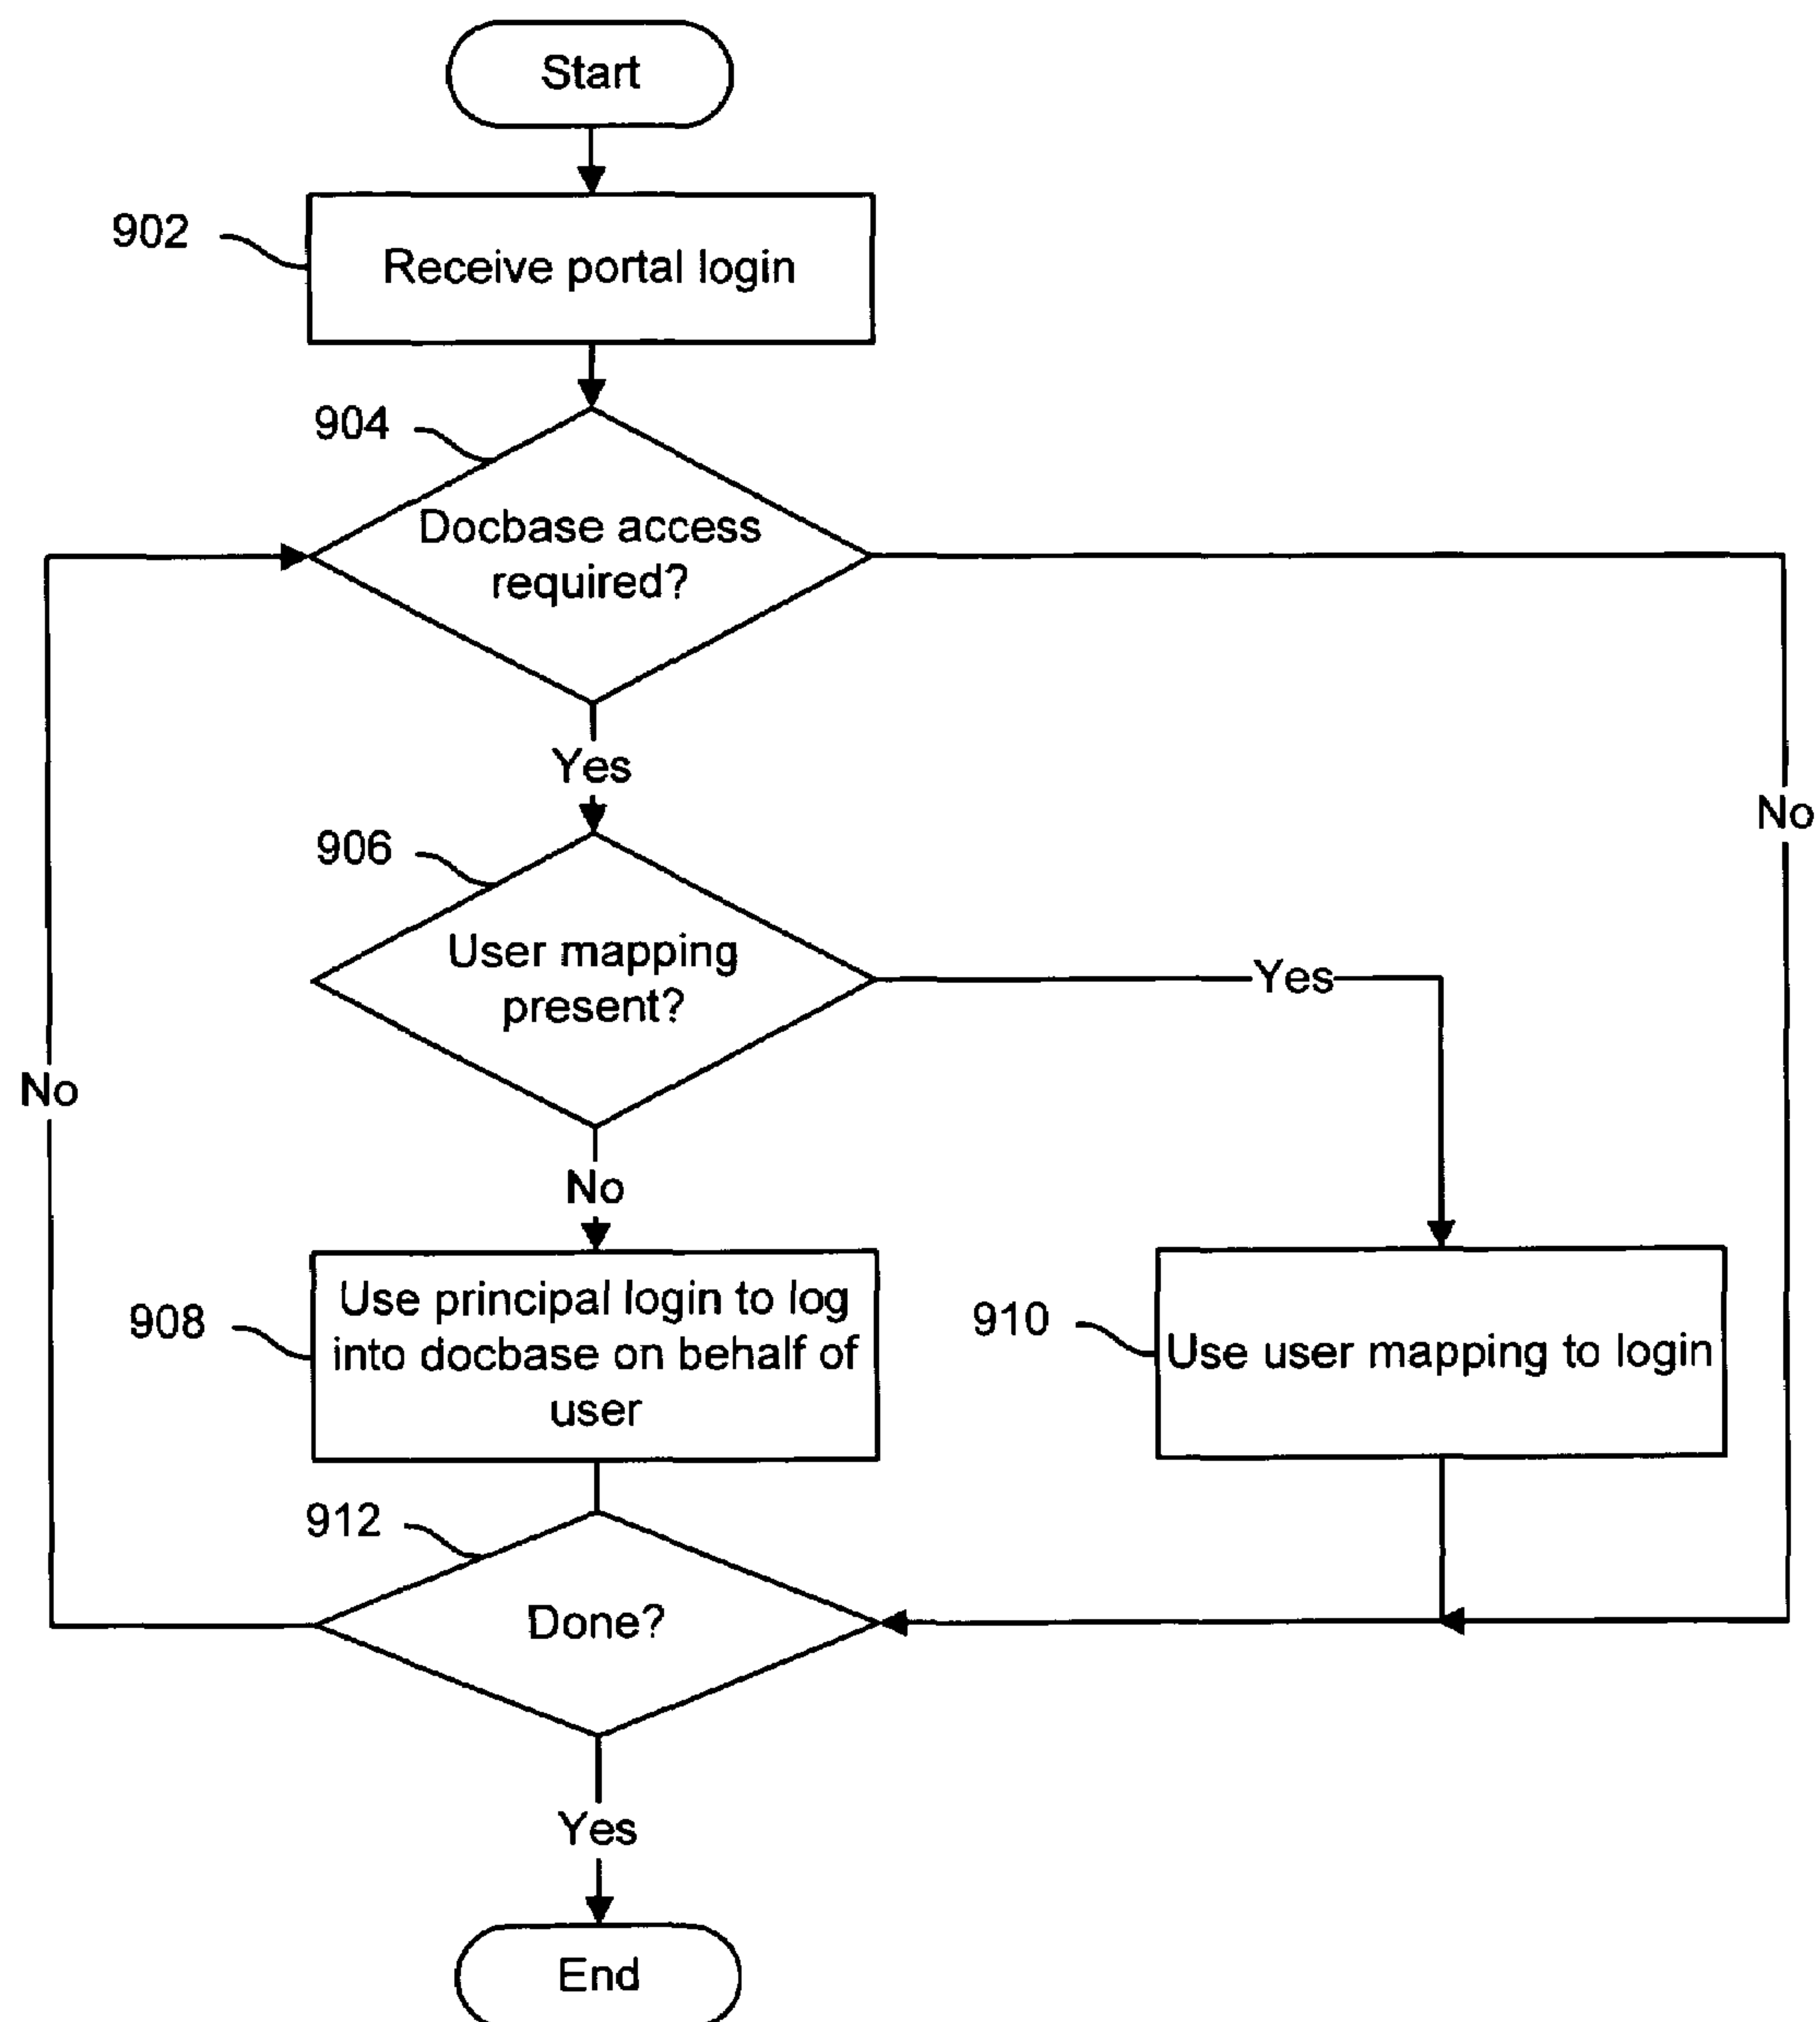 Start
902
Receive portal login
904
Docbase access
required?
Yes
No
906
User mapping
present?
Yes
No
No
908
Use principal login to log
into docbase on behalf of
user
910
Use user mapping to login
912
Done?
Yes
End